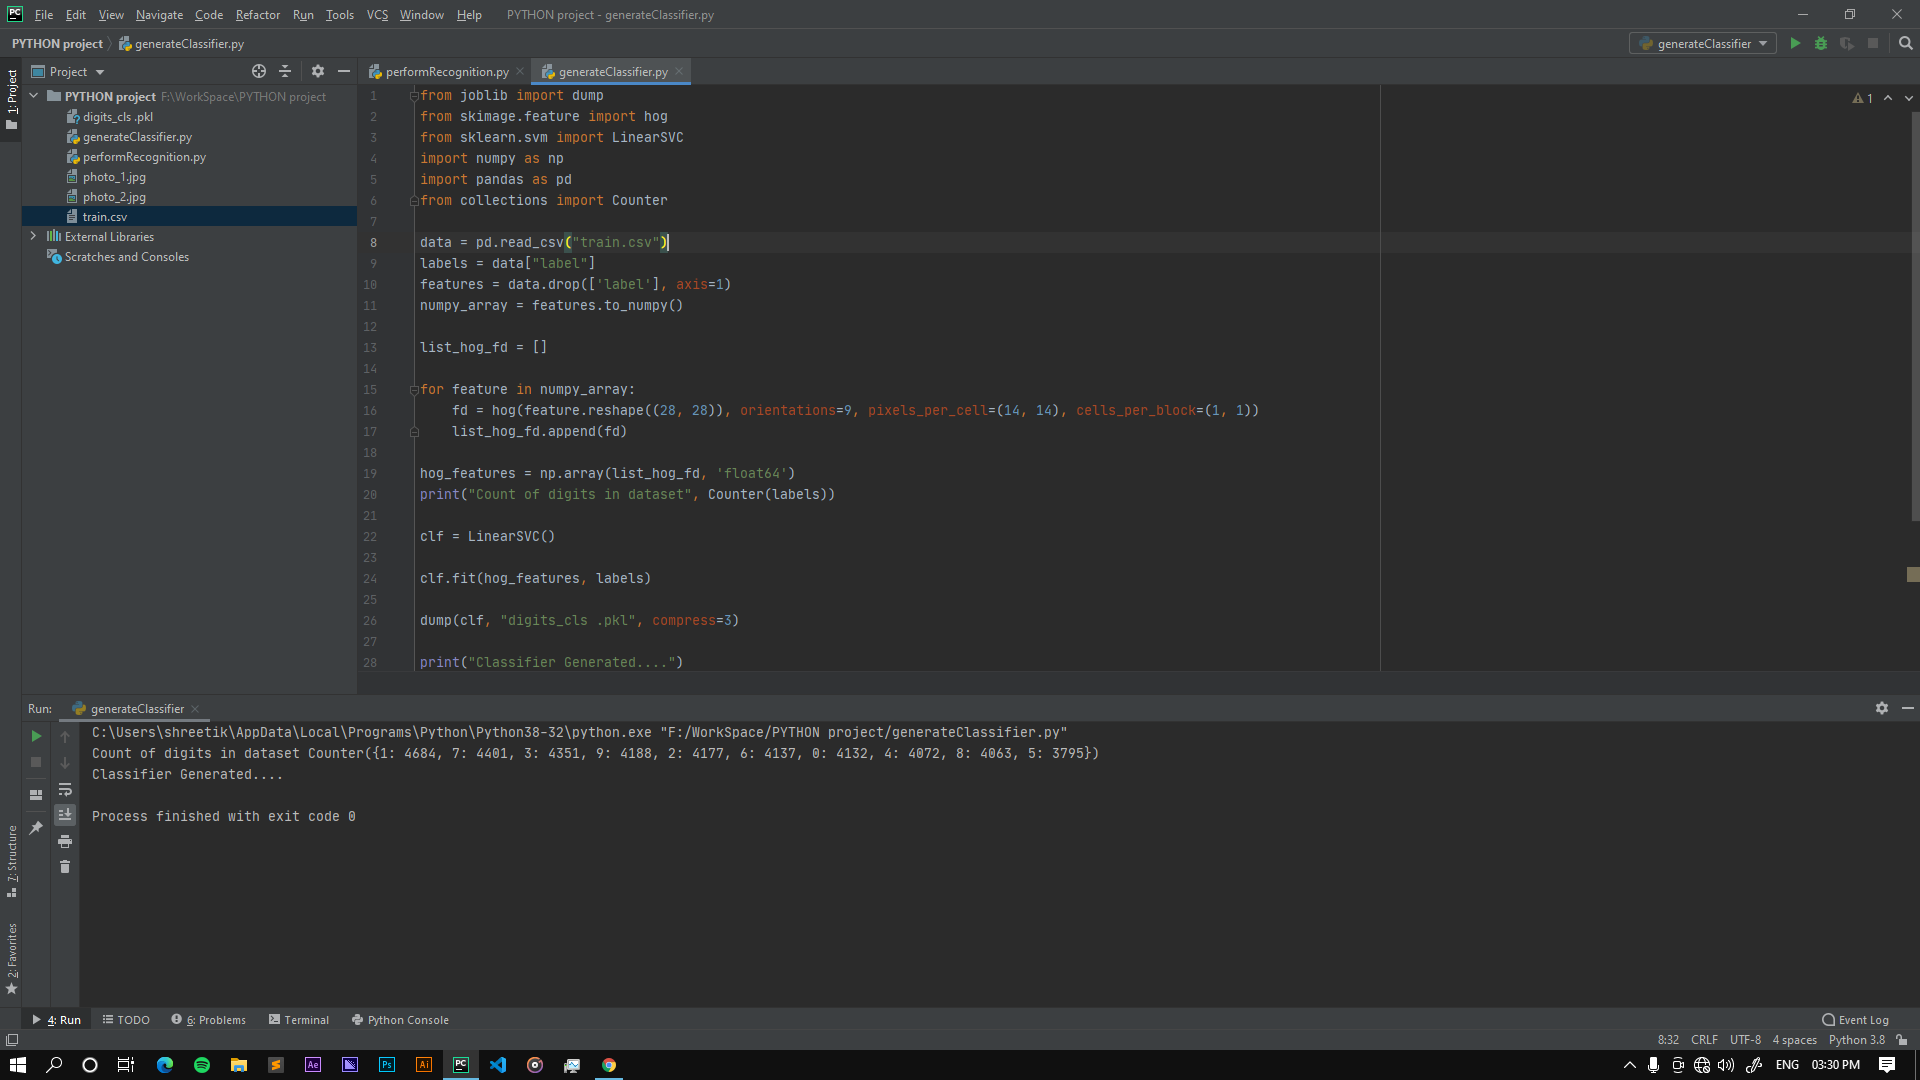 PC File Edit View Navigate Code Refactor Run Tools VCS Window Help PYTHON project - generateClassifier.py
PYTHON project generateClassifier.py generateClassifier
1: Project
Project
performRecognition.py generateClassifier.py
PYTHON project F:\WorkSpace\PYTHON project
digits_cls .pkl
generateClassifier.py
performRecognition.py
photo_1.jpg
photo_2.jpg
train.csv
External Libraries
Scratches and Consoles
1 from joblib import dump
2 from skimage.feature import hog
3 from sklearn.svm import LinearSVC
4 import numpy as np
5 import pandas as pd
6 from collections import Counter
7
8 data = pd.read_csv("train.csv")
9 labels = data["label"]
10 features = data.drop(['label'], axis=1)
11 numpy_array = features.to_numpy()
12
13 list_hog_fd = []
14
15 for feature in numpy_array:
16 fd = hog(feature.reshape((28, 28)), orientations=9, pixels_per_cell=(14, 14), cells_per_block=(1, 1))
17 list_hog_fd.append(fd)
18
19 hog_features = np.array(list_hog_fd, 'float64')
20 print("Count of digits in dataset", Counter(labels))
21
22 clf = LinearSVC()
23
24 clf.fit(hog_features, labels)
25
26 dump(clf, "digits_cls .pkl", compress=3)
27
28 print("Classifier Generated....")
1
Run: generateClassifier
C:\Users\shreetik\AppData\Local\Programs\Python\Python38-32\python.exe "F:/WorkSpace/PYTHON project/generateClassifier.py"
Count of digits in dataset Counter({1: 4684, 7: 4401, 3: 4351, 9: 4188, 2: 4177, 6: 4137, 0: 4132, 4: 4072, 8: 4063, 5: 3795})
Classifier Generated....
Process finished with exit code 0
7: Structure
2: Favorites
4: Run TODO 6: Problems Terminal Python Console Event Log
8:32 CRLF UTF-8 4 spaces Python 3.8
Ae Ps Ai PC ENG 03:30 PM